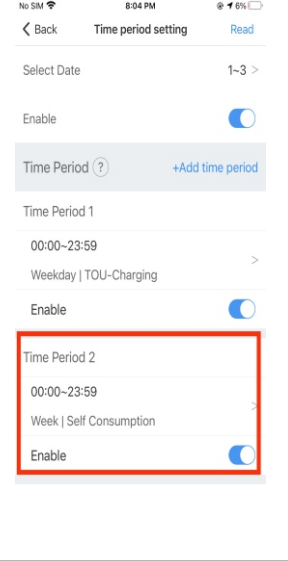 No SIM 8:04 PM 6%
Back Time period setting Read
Select Date 1~3 >
Enable
Time Period ? +Add time period
Time Period 1
00:00~23:59
Weekday | TOU-Charging
Enable
Time Period 2
00:00~23:59
Week | Self Consumption
Enable